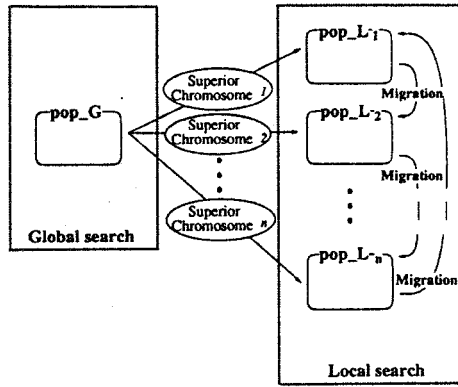 pop_G
Global search
Superior
Chromosome 1
Superior
Chromosome 2
Superior
Chromosome n
pop_L-1
Migration
pop_L-2
Migration
pop_L-n
Migration
Local search